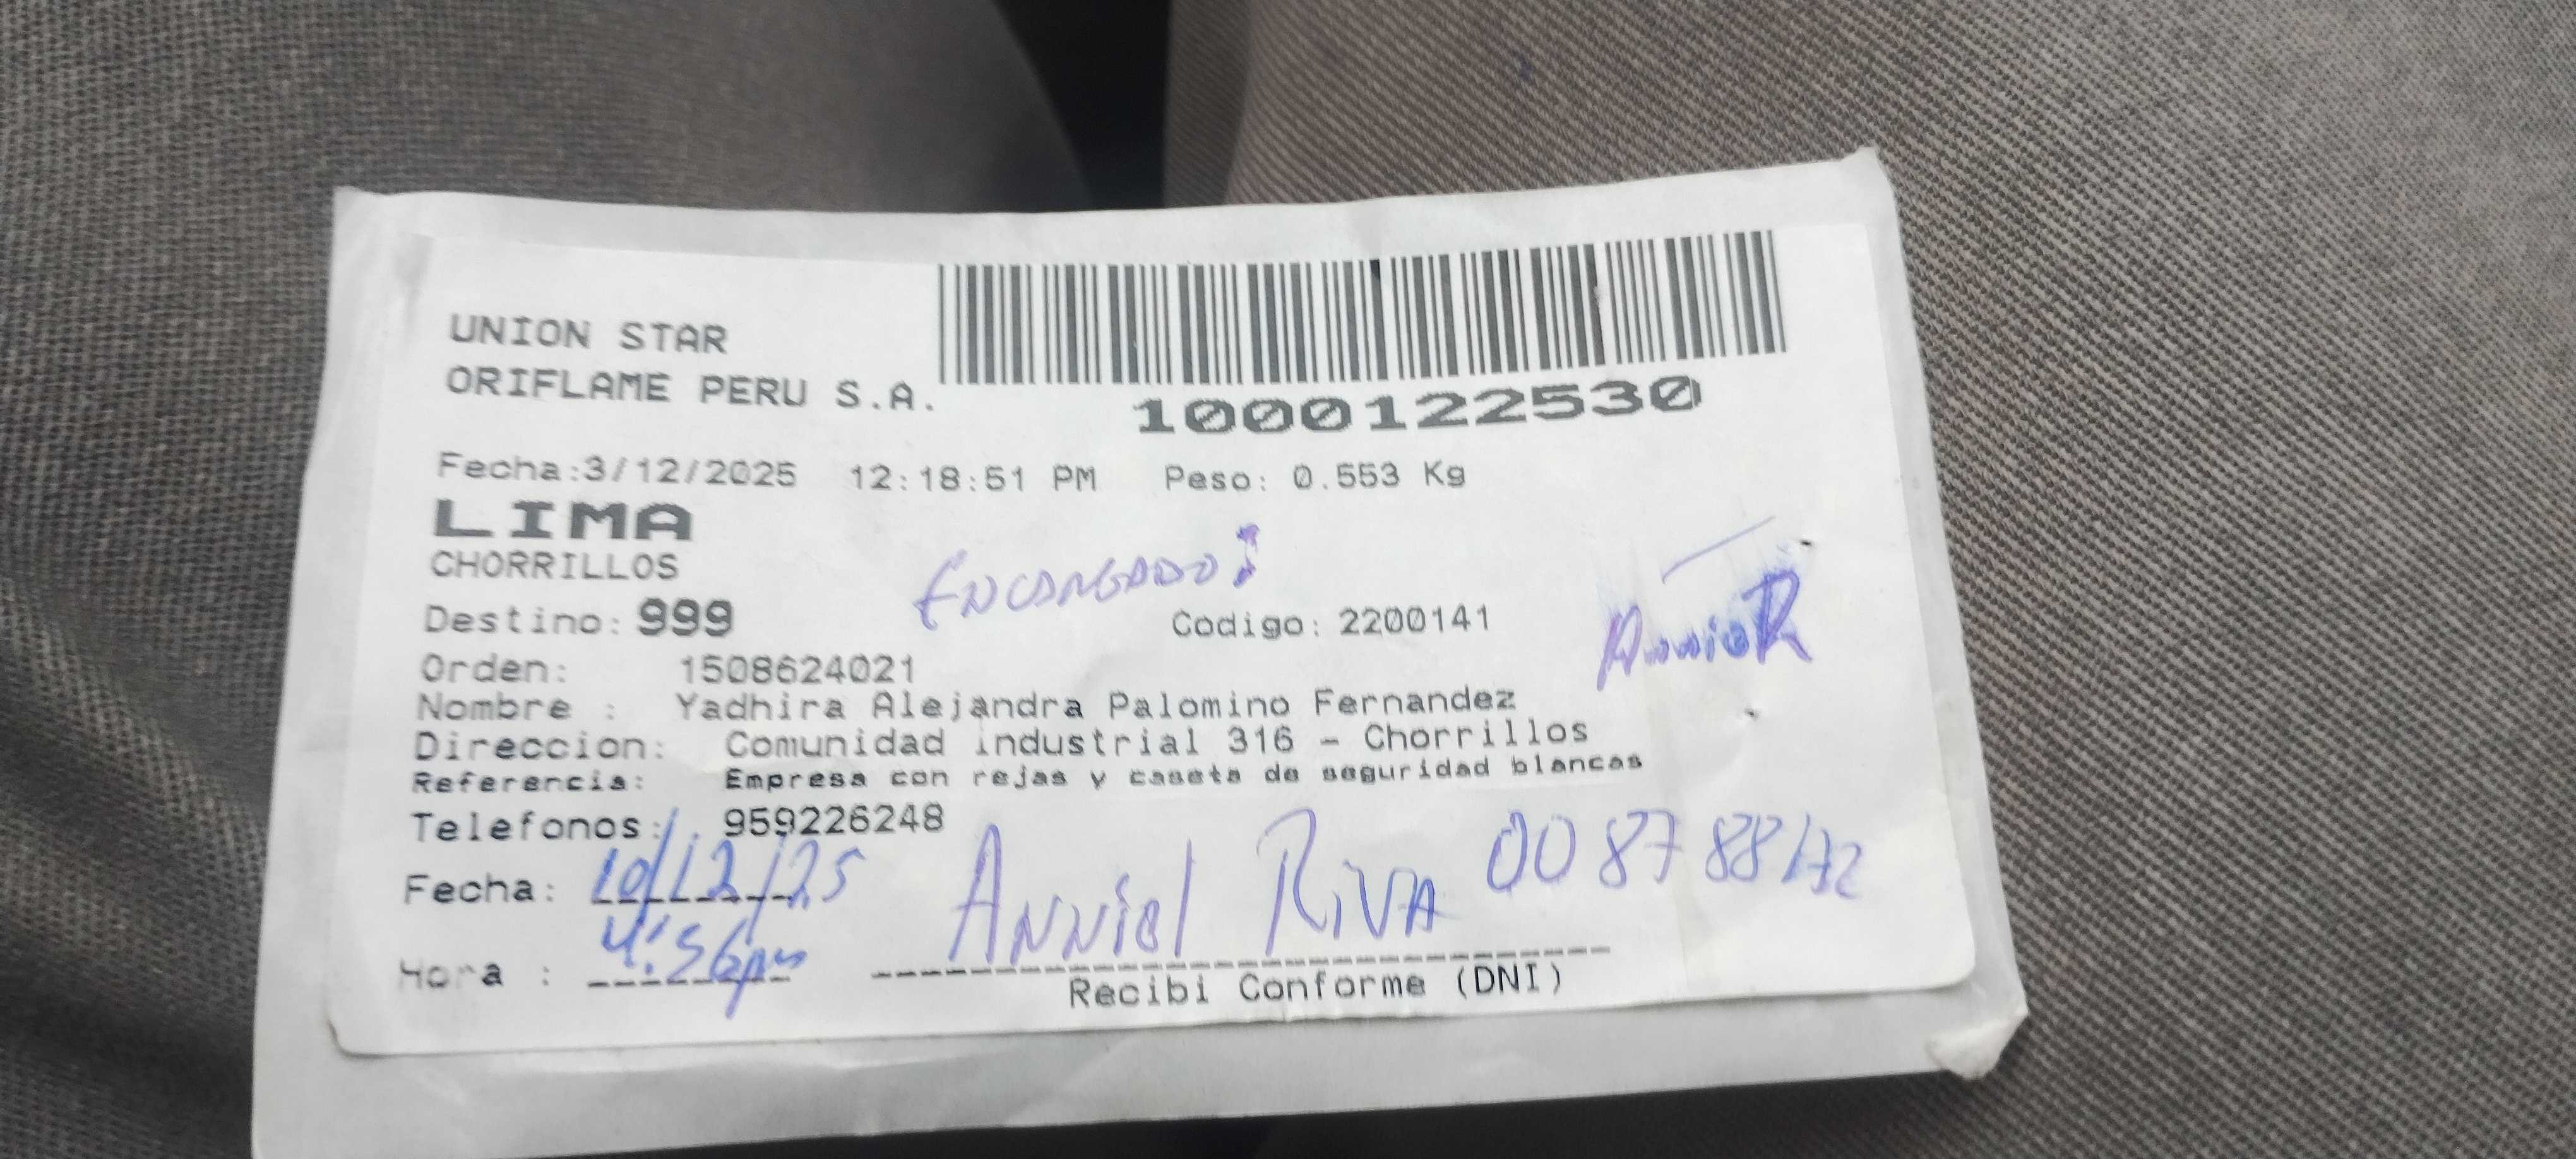 UNION STAR
ORIFLAME PERU S.A.
1000122530
Fecha:3/12/2025 12:18:51 PM Peso: 0.553 Kg
LIMA
CHORRILLOS
ENCARGADO:
Destino: 999 Codigo: 2200141
Orden: 1508624021
Nombre : Yadhira Alejandra Palomino Fernandez
Direccion: Comunidad industrial 316 - Chorrillos
Referencia: Empresa con rejas y caseta de seguridad blancas
Telefonos: 959226248
Fecha: 10/12/25 Anniel RIVA
Hora : 4:56pm
Recibi Conforme (DNI)